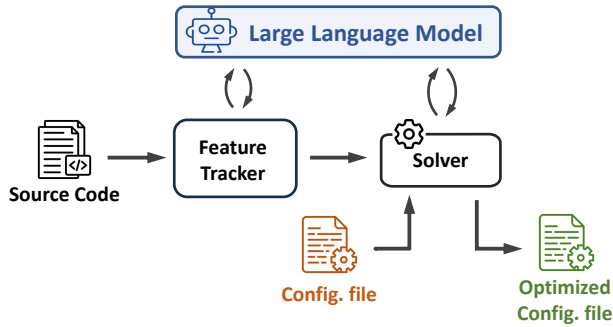 Large Language Model
Feature
Tracker
Solver
</>
Source Code
Config. file
Optimized
Config. file